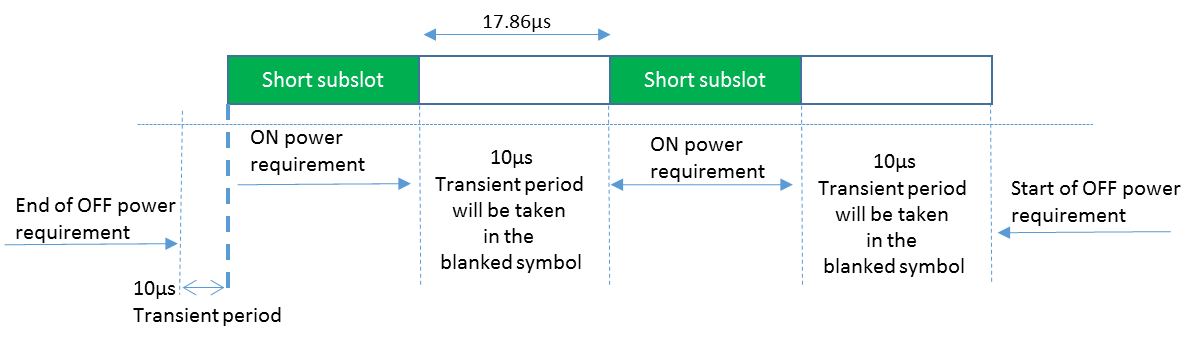 17.86µs
Short subslot
Short subslot
ON power
requirement
10µs
Transient period
will be taken
in the
blanked symbol
ON power
requirement
10µs
Transient period
will be taken
in the
blanked symbol
End of OFF power
requirement
Start of OFF power
requirement
10µs
Transient period